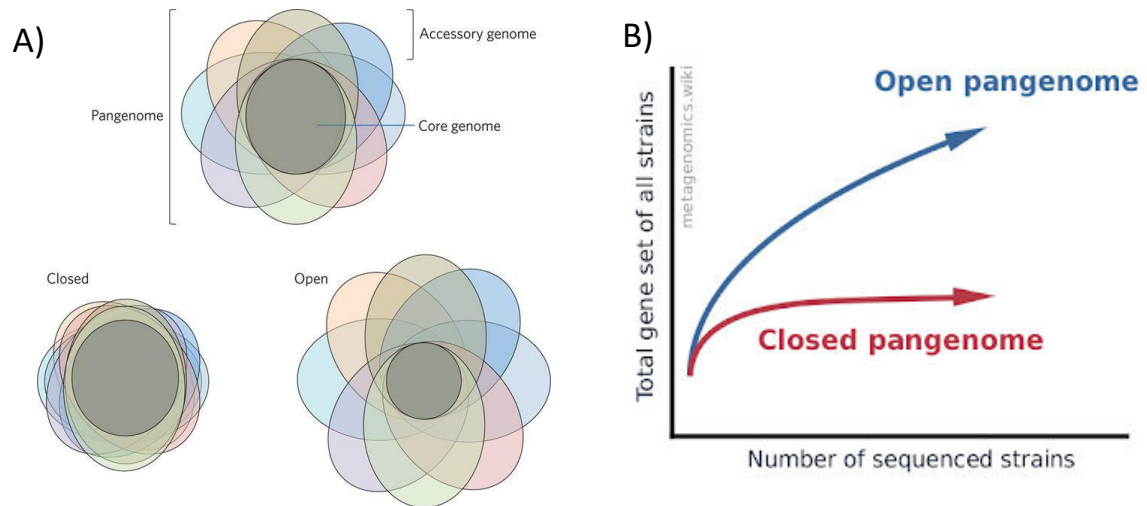 A)
Accessory genome
Pangenome
Core genome
Closed
Open
B)
metagenomics.wiki
Open pangenome
Total gene set of all strains
Closed pangenome
Number of sequenced strains